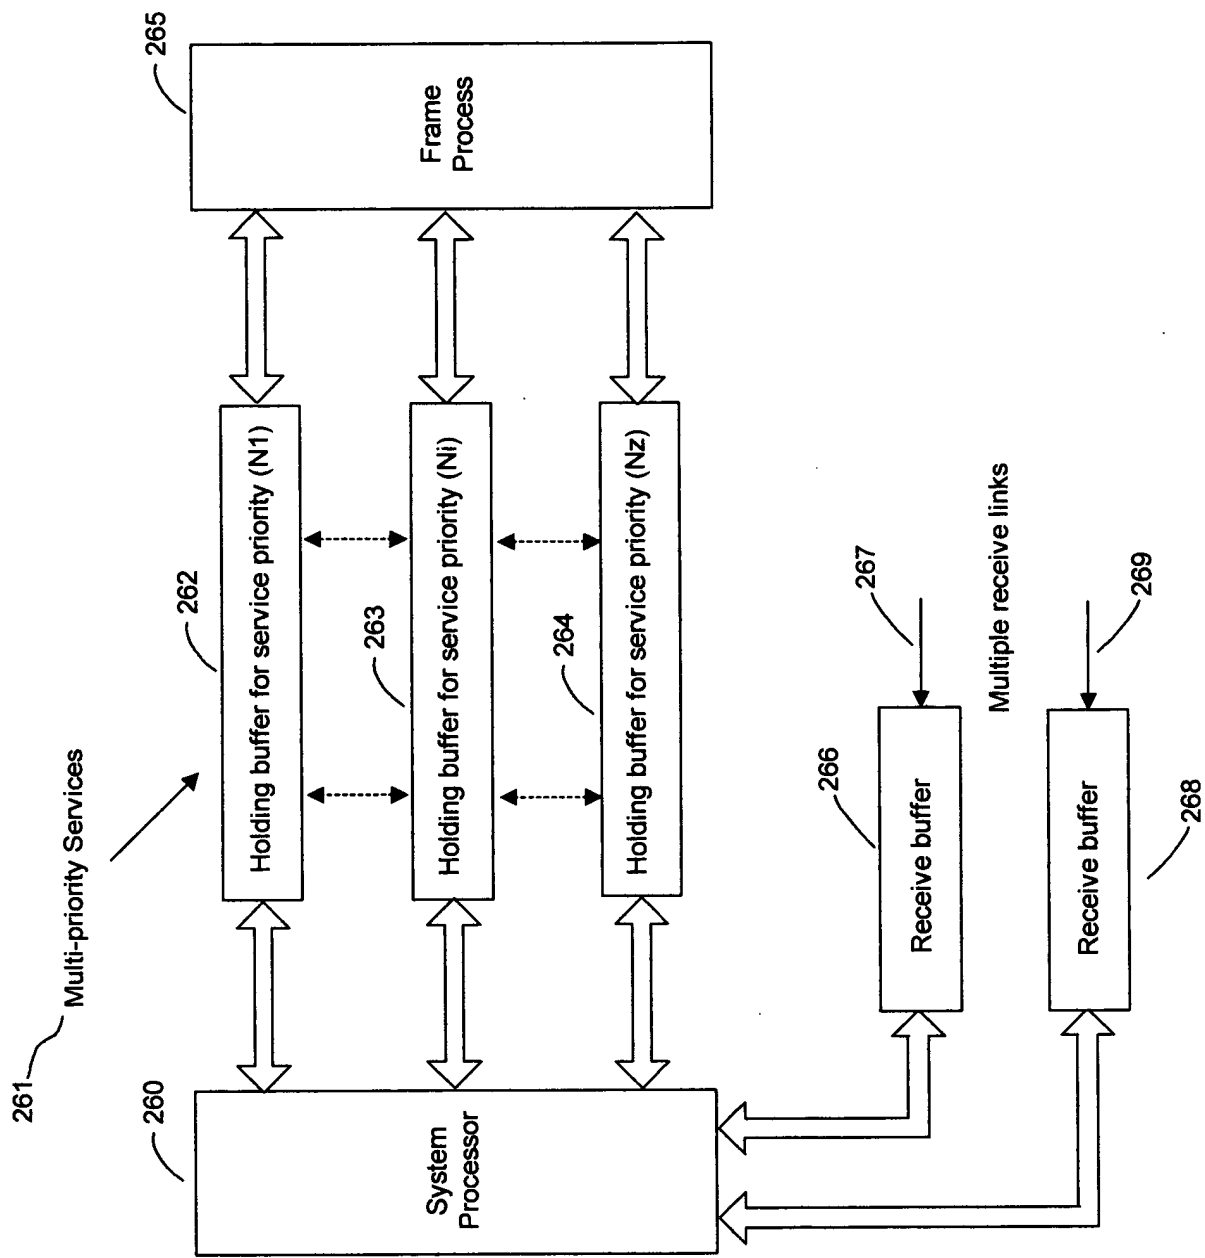 261
Multi-priority Services
260
System
Processor
262
Holding buffer for service priority (N1)
263
Holding buffer for service priority (Ni)
264
Holding buffer for service priority (Nz)
265
Frame
Process
266
Receive buffer
267
Multiple receive links
268
Receive buffer
269